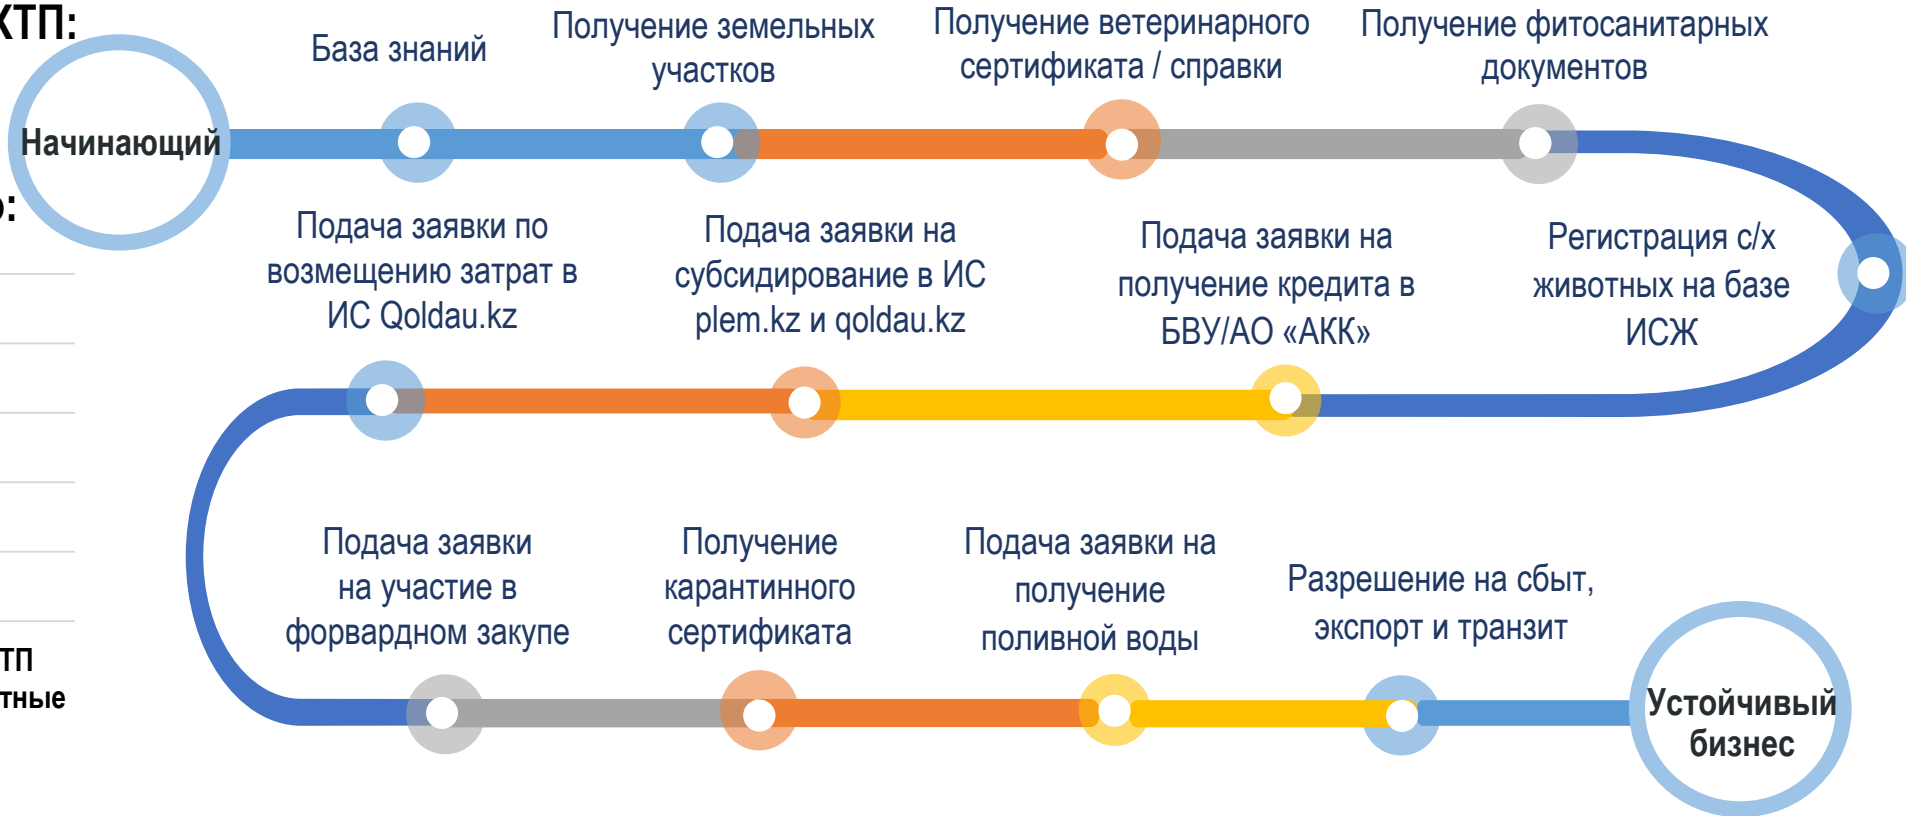 КТП:
База знаний
Получение земельных
участков
Получение ветеринарного
сертификата / справки
Получение фитосанитарных
документов
Начинающий
Подача заявки по
возмещению затрат в
ИС Qoldau.kz
Подача заявки на
субсидирование в ИС
plem.kz и qoldau.kz
Подача заявки на
получение кредита в
БВУ/АО «АКК»
Регистрация с/х
животных на базе
ИСЖ
Подача заявки
на участие в
форвардном закупе
Получение
карантинного
сертификата
Подача заявки на
получение
поливной воды
Разрешение на сбыт,
экспорт и транзит
Устойчивый
бизнес